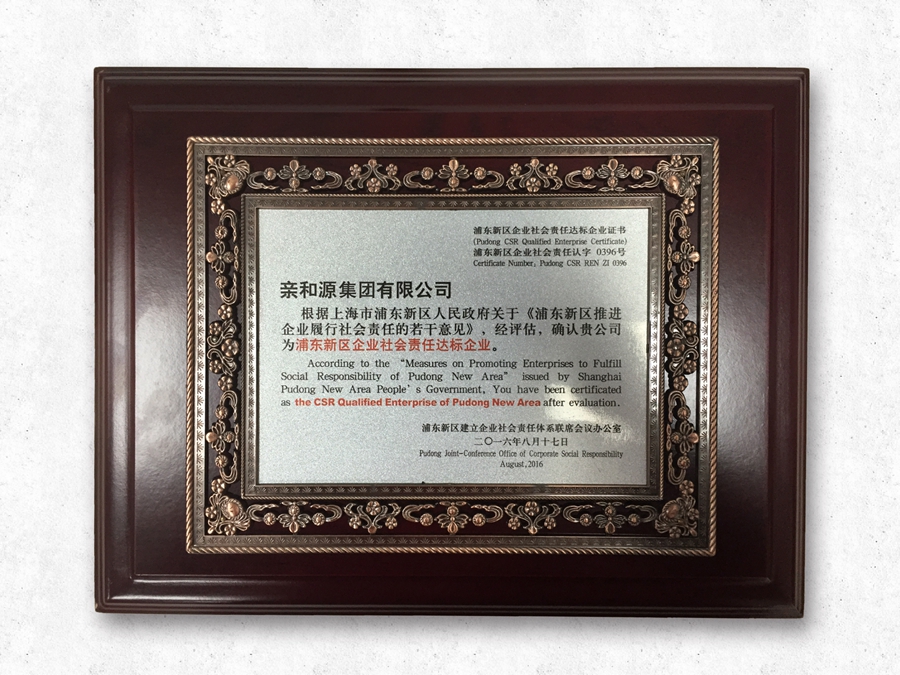 浦东新区企业社会责任达标企业证书
(Pudong CSR Qualified Enterprise Certificate)
浦东新区企业社会责任认字 0396号
Certificate Number, Pudong CSR REN ZI 0396
亲和源集团有限公司
根据上海市浦东新区人民政府关于《浦东新区推进
企业履行社会责任的若干意见》，经评估，确认贵公司
为浦东新区企业社会责任达标企业。
According to the “Measures on Promoting Enterprises to Fulfill
Social Responsibility of Pudong New Area” issued by Shanghai
Pudong New Area People’s Government, You have been certificated
as the CSR Qualified Enterprise of Pudong New Area after evaluation.
浦东新区建立企业社会责任体系联席会议办公室
二〇一六年八月十七日
Pudong Joint-Conference Office of Corporate Social Responsibility
August,2016